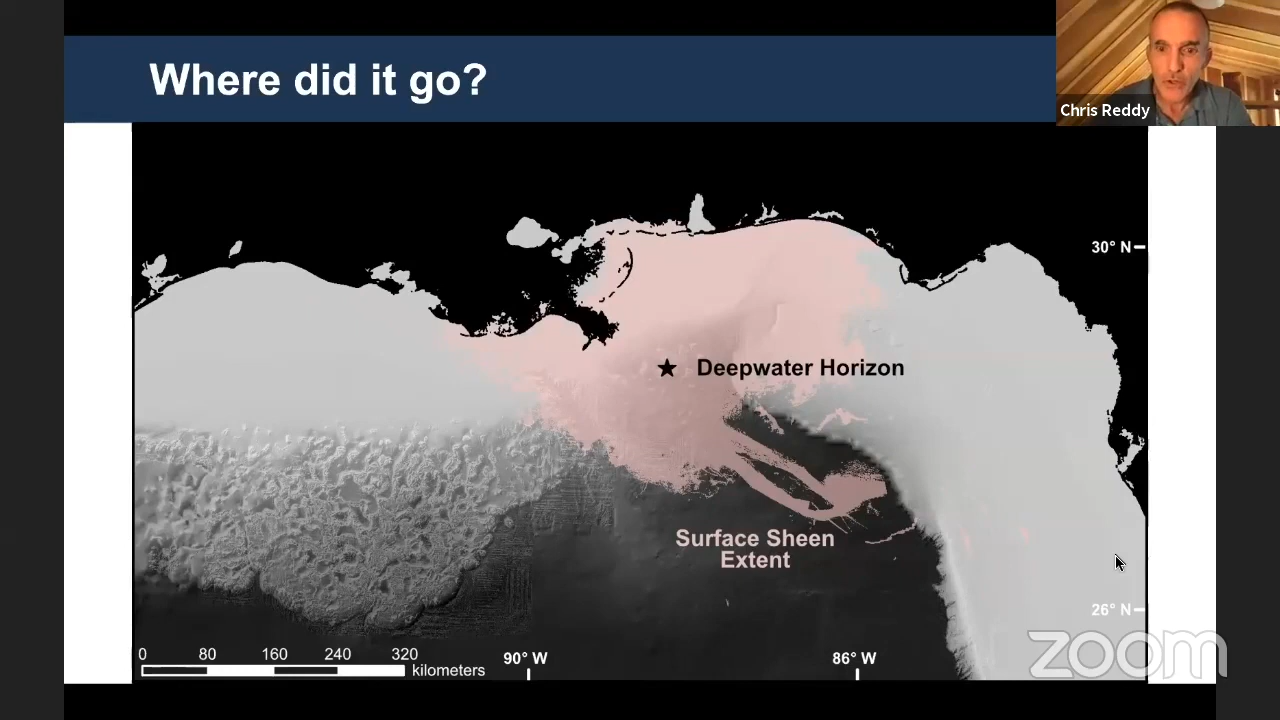 Where did it go?
Chris Reddy
30° N
Deepwater Horizon
Surface Sheen
Extent
26° N
0 80 160 240 320
kilometers
90° W
86° W
zoom